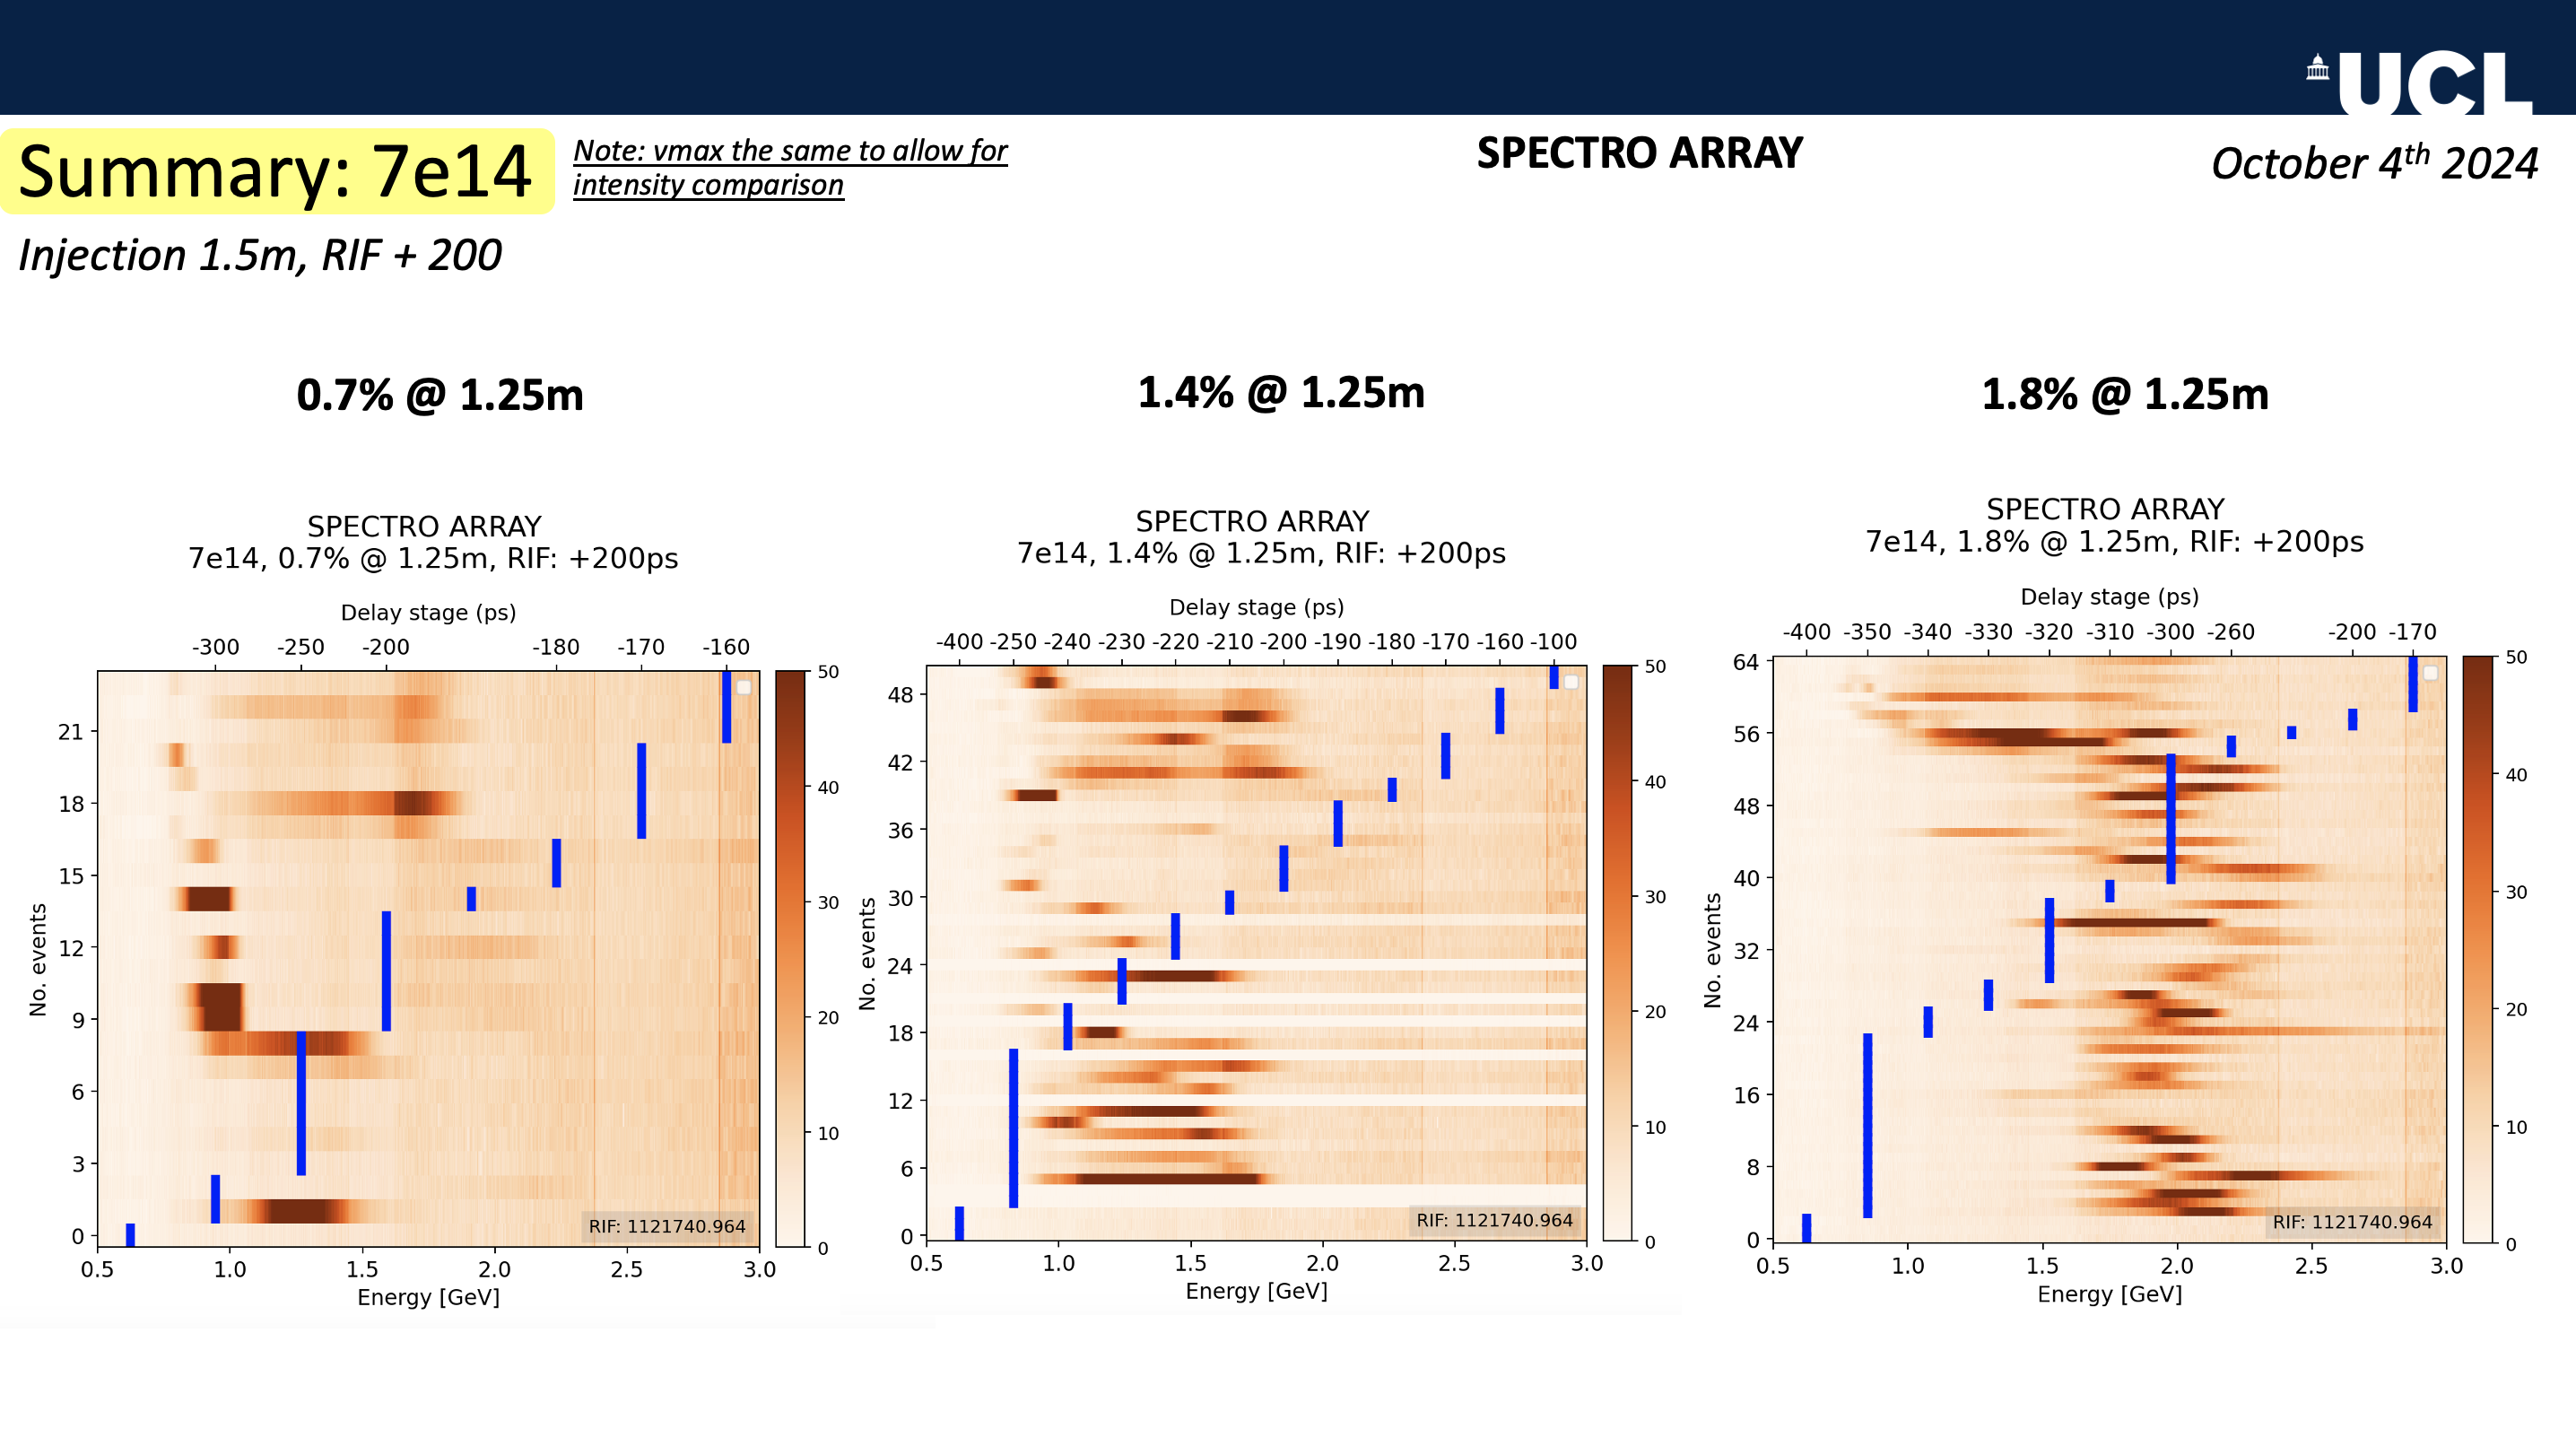 UCL
Summary: 7e14
Note: vmax the same to allow for
intensity comparison
SPECTRO ARRAY
October 4th 2024
Injection 1.5m, RIF + 200
0.7% @ 1.25m
1.4% @ 1.25m
1.8% @ 1.25m
SPECTRO ARRAY
7e14, 0.7% @ 1.25m, RIF: +200ps
Delay stage (ps)
-300 -250 -200 -180 -170 -160
No. events
21
18
15
12
9
6
3
0
50
40
30
20
10
0
RIF: 1121740.964
0.5 1.0 1.5 2.0 2.5 3.0
Energy [GeV]
SPECTRO ARRAY
7e14, 1.4% @ 1.25m, RIF: +200ps
Delay stage (ps)
-400 -250 -240 -230 -220 -210 -200 -190 -180 -170 -160 -100
No. events
48
42
36
30
24
18
12
6
0
50
40
30
20
10
0
RIF: 1121740.964
0.5 1.0 1.5 2.0 2.5 3.0
Energy [GeV]
SPECTRO ARRAY
7e14, 1.8% @ 1.25m, RIF: +200ps
Delay stage (ps)
-400 -350 -340 -330 -320 -310 -300 -260 -200 -170
No. events
64
56
48
40
32
24
16
8
0
50
40
30
20
10
0
RIF: 1121740.964
0.5 1.0 1.5 2.0 2.5 3.0
Energy [GeV]